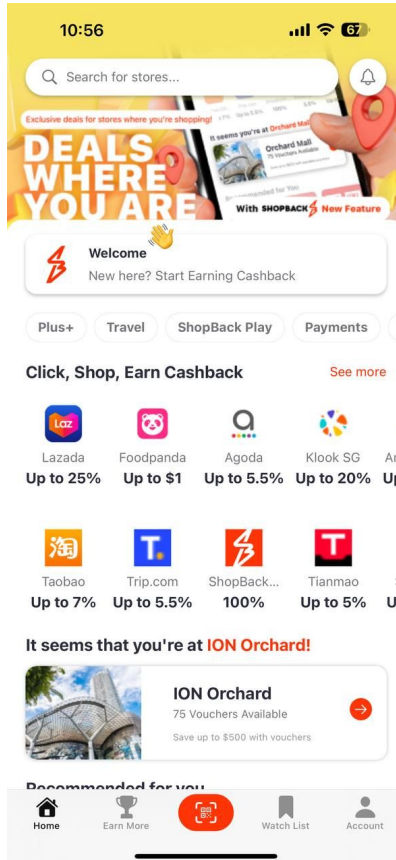 10:56
67
Search for stores...
Exclusive deals for stores where you're shopping!
It seems you're at Orchard Mall
Orchard Mall
75 Vouchers Available
DEALS
WHERE
YOU ARE
With SHOPBACK New Feature
Welcome
New here? Start Earning Cashback
Plus+ Travel ShopBack Play Payments
Click, Shop, Earn Cashback See more
Laz
Lazada Foodpanda Agoda Klook SG
Up to 25% Up to $1 Up to 5.5% Up to 20%
淘 T. T
Taobao Trip.com ShopBack... Tianmao
Up to 7% Up to 5.5% 100% Up to 5%
It seems that you're at ION Orchard!
ION Orchard
75 Vouchers Available
Save up to $500 with vouchers
Recommended for you
Home Earn More Watch List Account